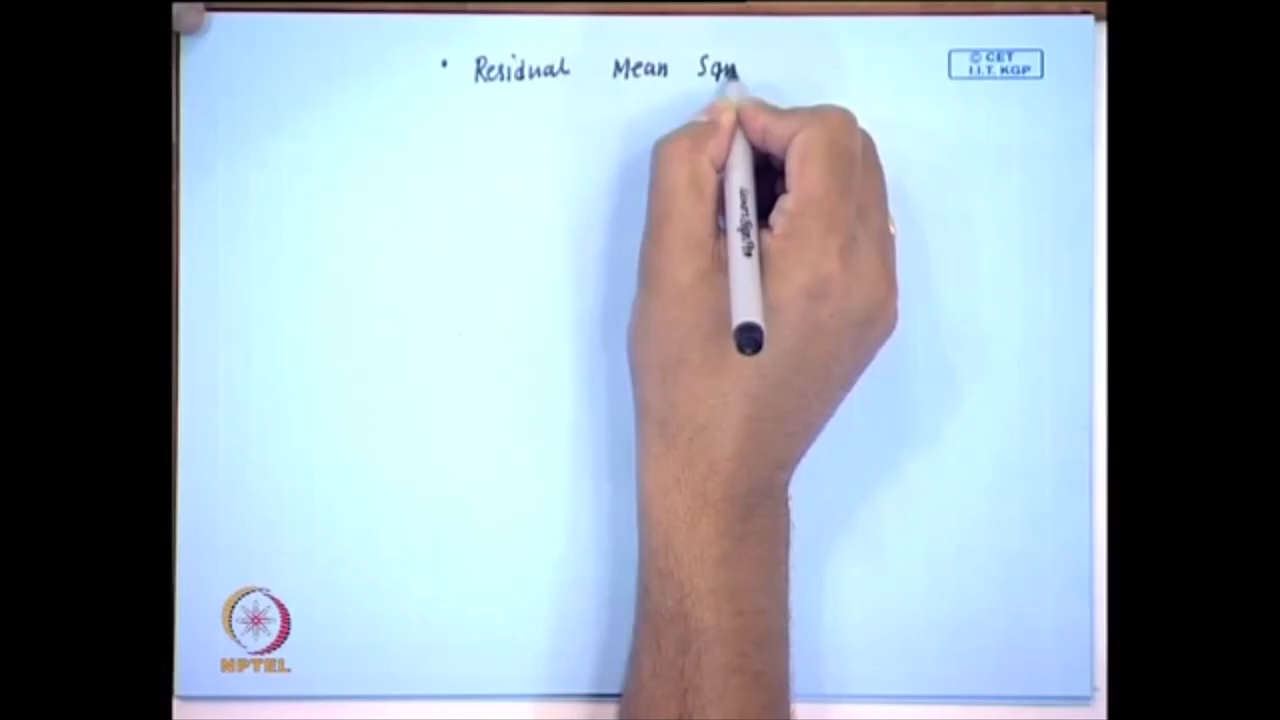 • Residual Mean Squ
© CET
I.I.T. KGP
NPTEL